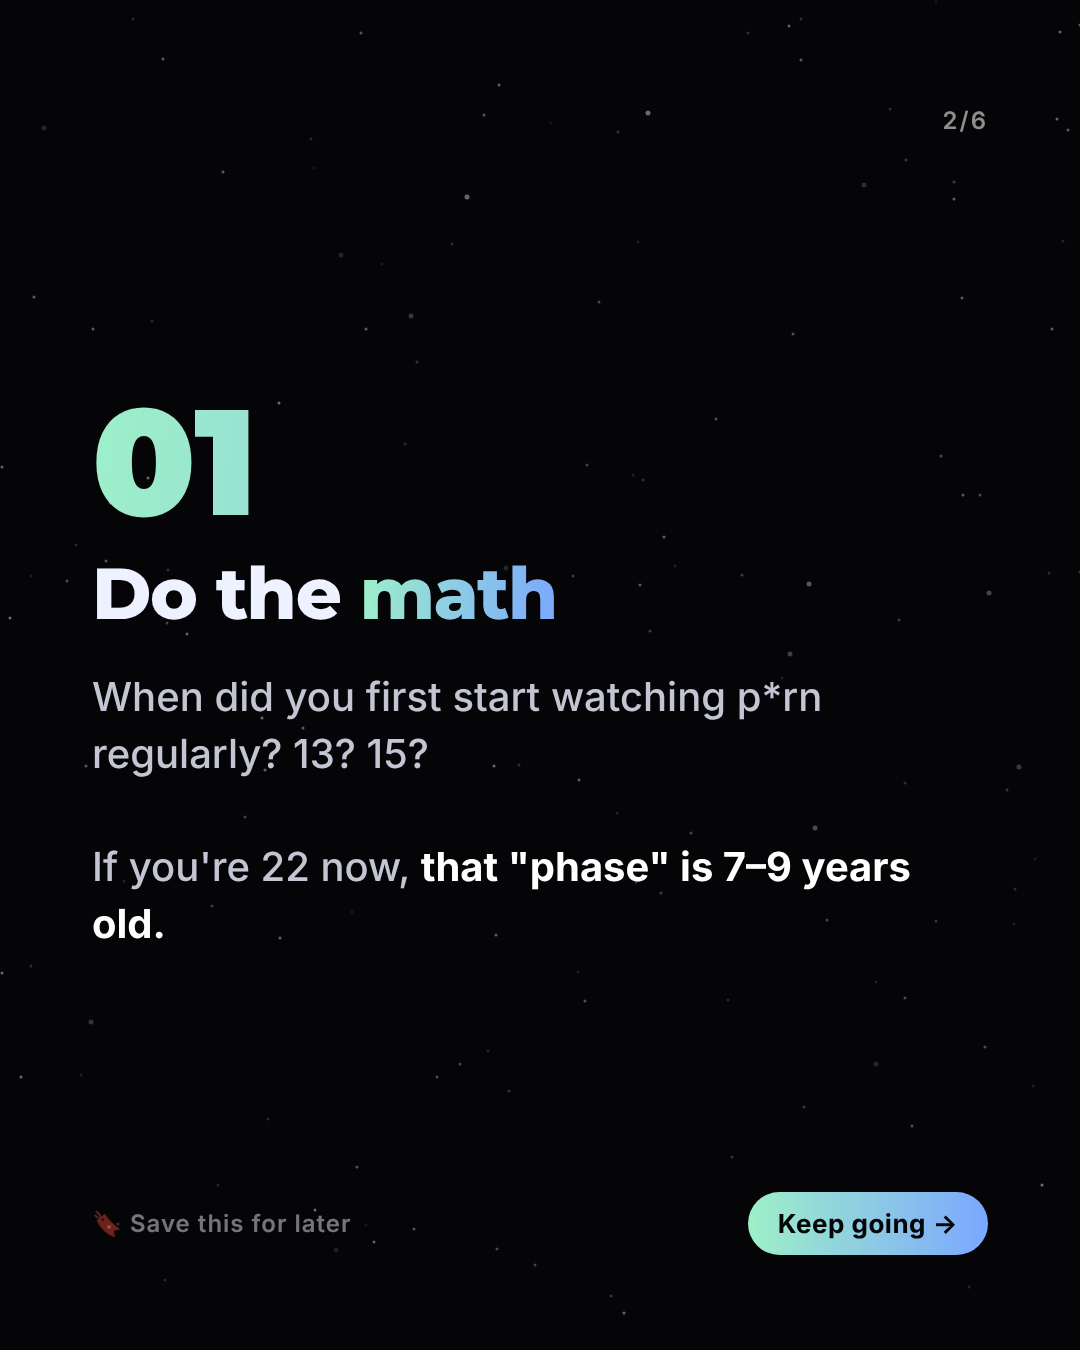 2/6
01
Do the math
When did you first start watching p*rn
regularly? 13? 15?
If you're 22 now, that "phase" is 7–9 years
old.
🔖 Save this for later
Keep going →